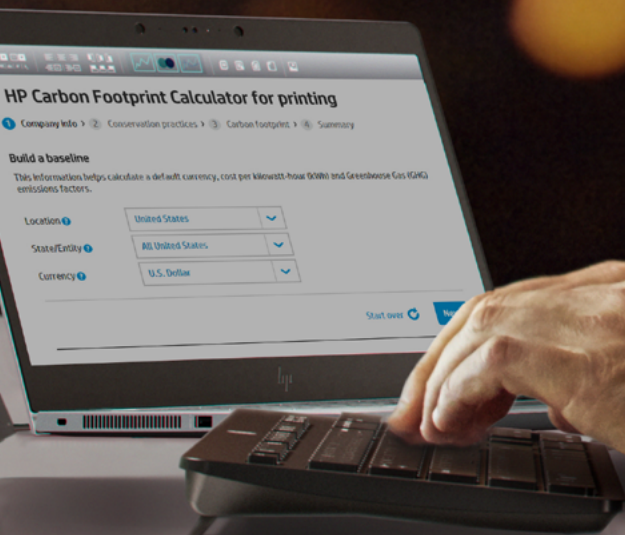 HP Carbon Footprint Calculator for printing
1 Company info > 2 Conservation practices > 3 Carbon footprint > 4 Summary
Build a baseline
This information helps calculate a default currency, cost per kilowatt-hour (kWh) and Greenhouse Gas (GHG)
emissions factors.
Location ? United States
State/Entity ? All United States
Currency ? U.S. Dollar
Start over
hp